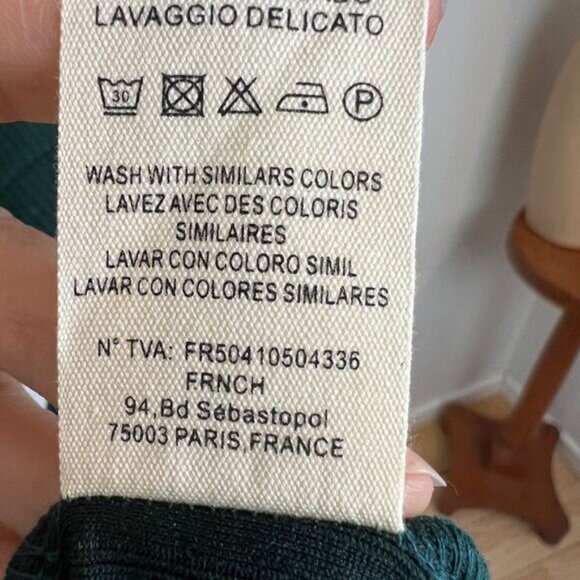 LAVAGGIO DELICATO
30 P
WASH WITH SIMILARS COLORS
LAVEZ AVEC DES COLORIS
SIMILAIRES
LAVAR CON COLORO SIMIL
LAVAR CON COLORES SIMILARES
N° TVA: FR50410504336
FRNCH
94,Bd Sébastopol
75003 PARIS,FRANCE